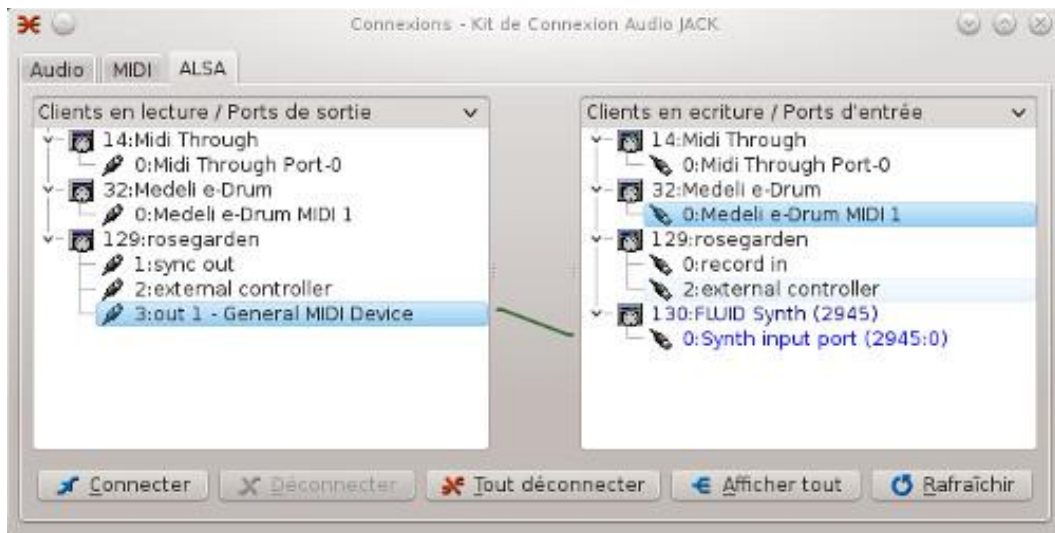 Connexions - Kit de Connexion Audio JACK
Audio MIDI ALSA
Clients en lecture / Ports de sortie
14:Midi Through
0:Midi Through Port-0
32:Medeli e-Drum
0:Medeli e-Drum MIDI 1
129:rosegarden
1:sync out
2:external controller
3:out 1 - General MIDI Device
Clients en ecriture / Ports d'entrée
14:Midi Through
0:Midi Through Port-0
32:Medeli e-Drum
0:Medeli e-Drum MIDI 1
129:rosegarden
0:record in
2:external controller
130:FLUID Synth (2945)
0:Synth input port (2945:0)
Connecter Déconnecter Tout déconnecter Afficher tout Rafraîchir